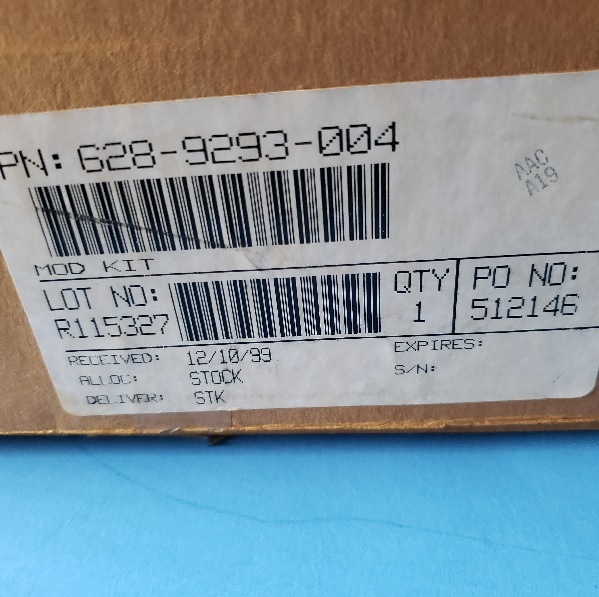 PN: 628-9293-004
AAC
A19
MOD KIT
LOT NO:
R115327
QTY
1
PO NO:
512146
RECEIVED: 12/10/99
ALLOC: STOCK
DELIVER: STK
EXPIRES:
S/N: